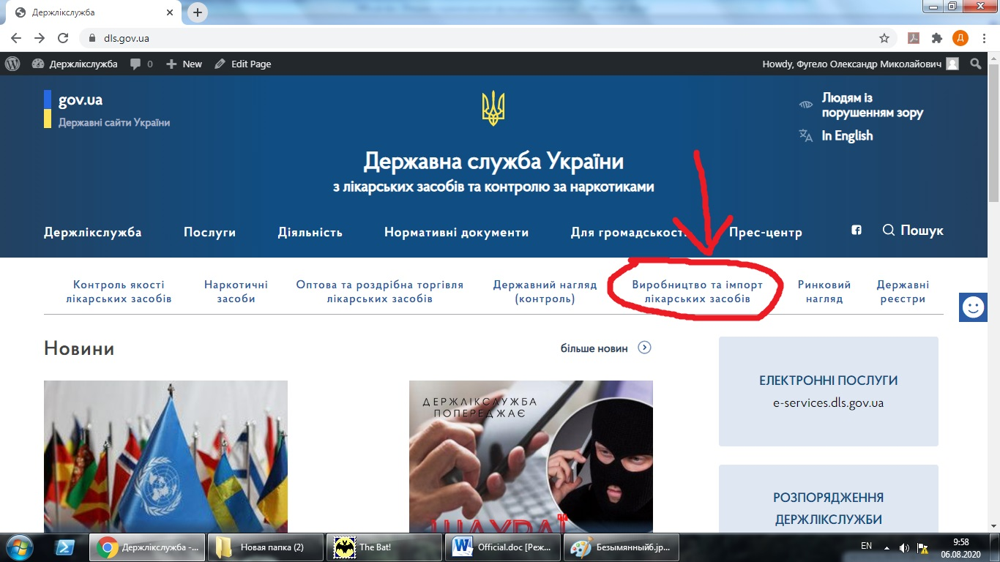 Держлікслужба
dls.gov.ua
Д
Держлікслужба
0
New
Edit Page
Howdy, Фугело Олександр Миколайович
gov.ua
Державні сайти України
Людям із
порушенням зору
In English
Державна служба України
з лікарських засобів та контролю за наркотиками
Держлікслужба
Послуги
Діяльність
Нормативні документи
Для громадськост
Прес-центр
Пошук
Контроль якості
лікарських засобів
Наркотичні
засоби
Оптова та роздрібна торгівля
лікарських засобів
Державний нагляд
(контроль)
Виробництво та імпорт
лікарських засобів
Ринковий
нагляд
Державні
реєстри
Новини
більше новин
ДЕРЖЛІКСЛУЖБА
ПОПЕРЕДЖАЄ
ШАХРАЇ
ЕЛЕКТРОННІ ПОСЛУГИ
e-services.dls.gov.ua
РОЗПОРЯДЖЕННЯ
ДЕРЖЛІКСЛУЖБИ
Держлікслужба -...
Новая папка (2)
The Bat!
Official.doc [Реж...
Безымянный6.jp...
EN
9:58
06.08.2020